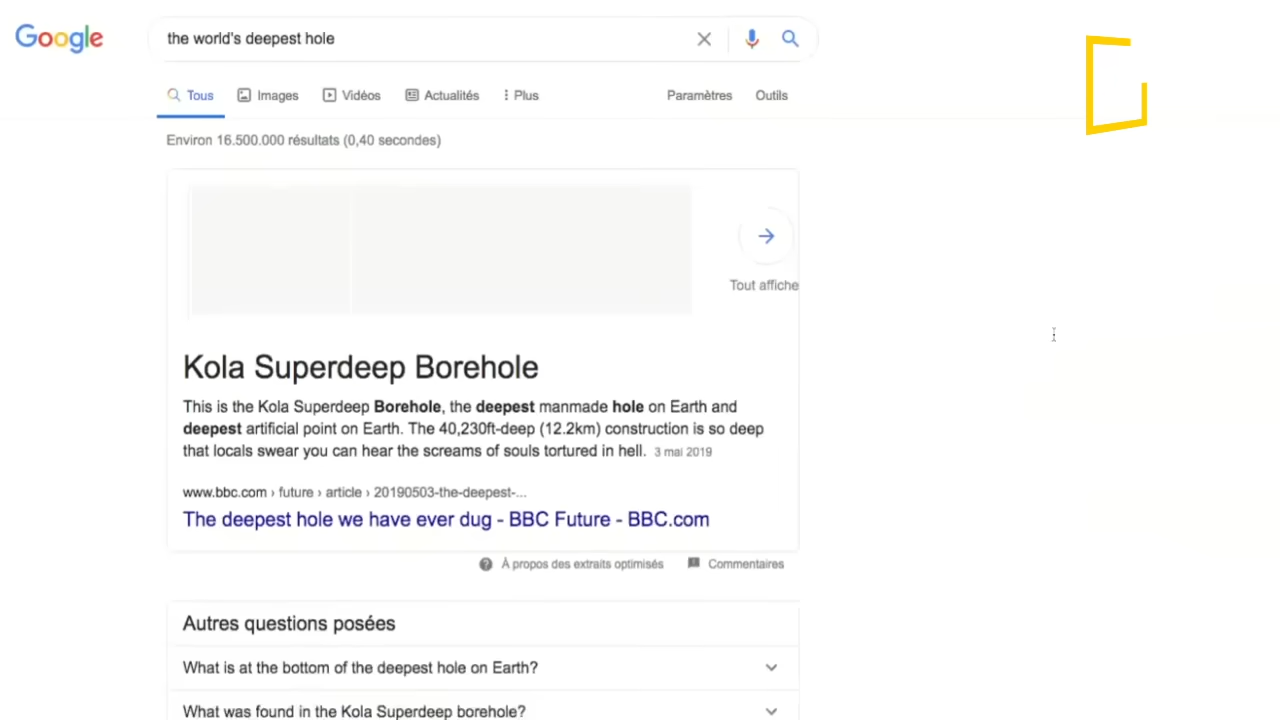 Google
the world's deepest hole
Tous Images Vidéos Actualités Plus Paramètres Outils
Environ 16.500.000 résultats (0,40 secondes)
Tout affiche
Kola Superdeep Borehole
This is the Kola Superdeep Borehole, the deepest manmade hole on Earth and
deepest artificial point on Earth. The 40,230ft-deep (12.2km) construction is so deep
that locals swear you can hear the screams of souls tortured in hell. 3 mai 2019
www.bbc.com › future › article › 20190503-the-deepest-...
The deepest hole we have ever dug - BBC Future - BBC.com
À propos des extraits optimisés Commentaires
Autres questions posées
What is at the bottom of the deepest hole on Earth?
What was found in the Kola Superdeep borehole?